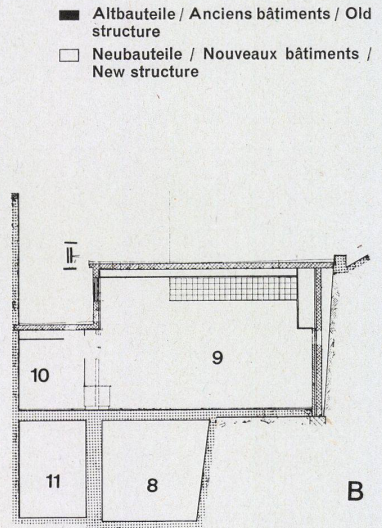 Altbauteile / Anciens bâtiments / Old
structure
Neubauteile / Nouveaux bâtiments /
New structure
9
10
11
8
B